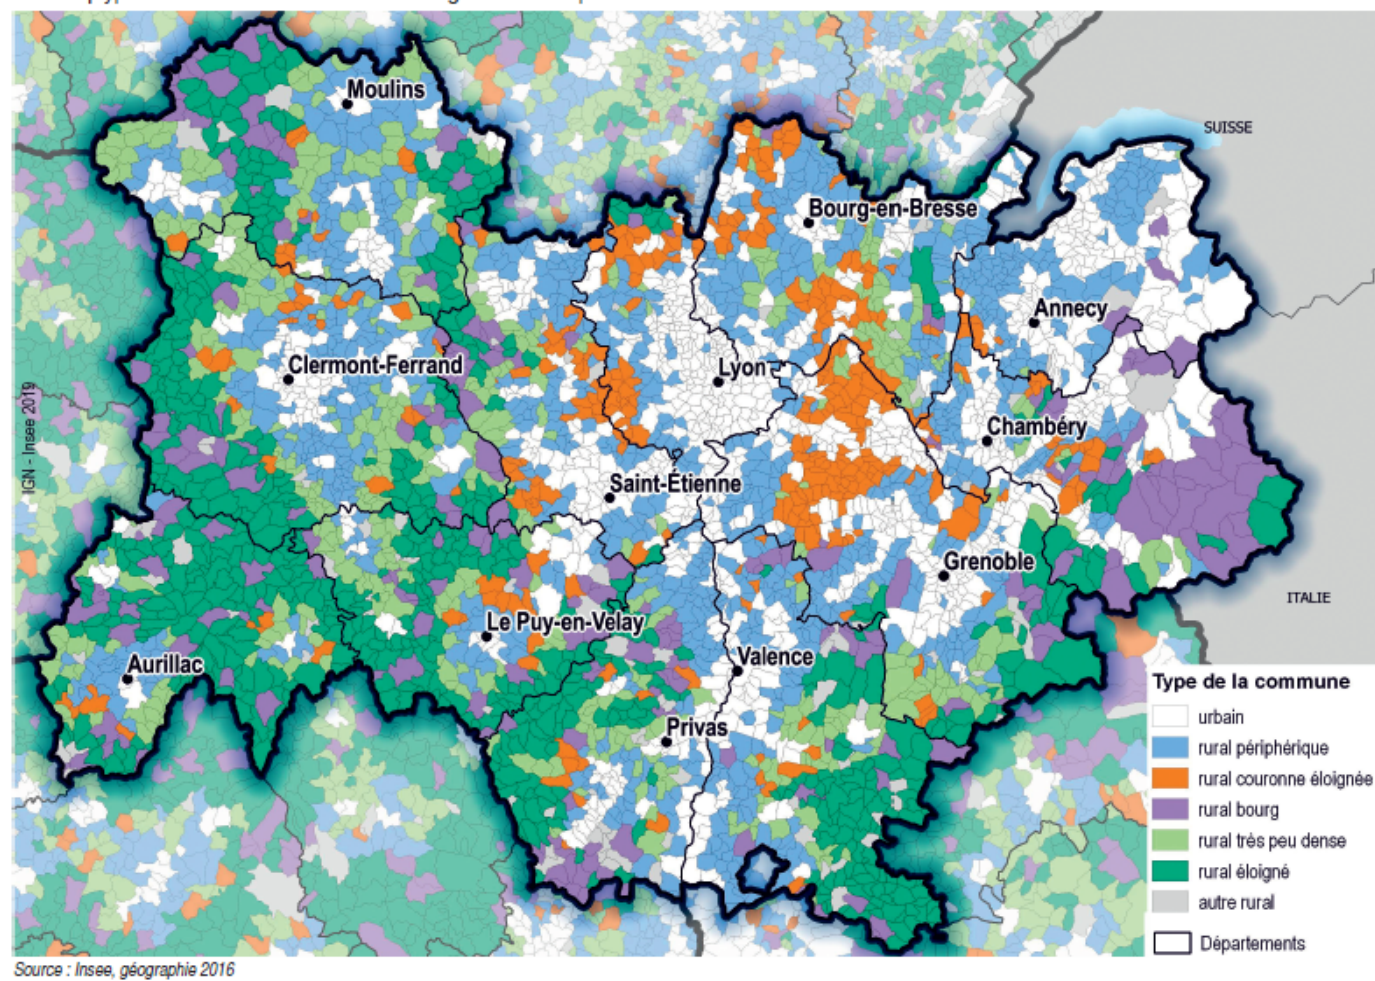 SUISSE
Moulins
Bourg-en-Bresse
Annecy
Clermont-Ferrand
Lyon
Chambéry
IGN - Insee 2019
Saint-Étienne
Grenoble
ITALIE
Le Puy-en-Velay
Aurillac
Valence
Privas
Type de la commune
urbain
rural périphérique
rural couronne éloignée
rural bourg
rural très peu dense
rural éloigné
autre rural
Départements
Source : Insee, géographie 2016